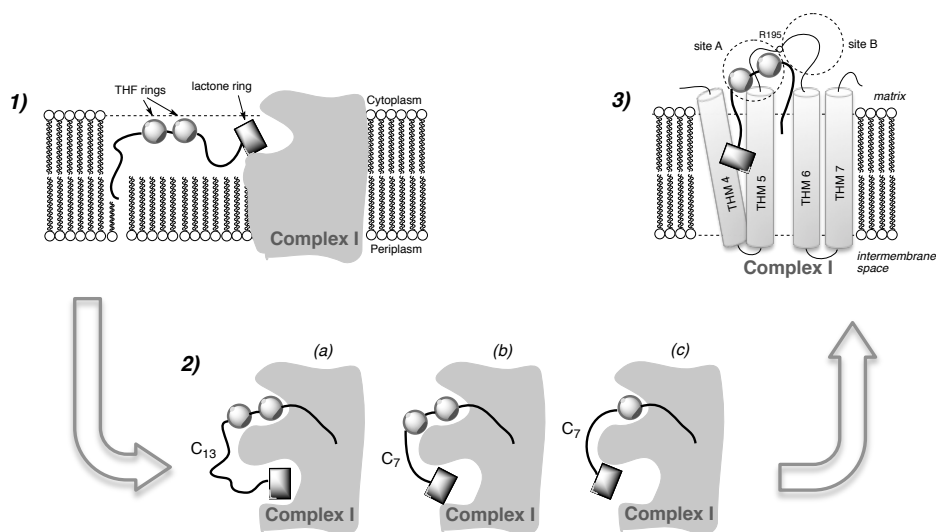 1)
THF rings
lactone ring
Cytoplasm
Complex I
Periplasm
3)
site A
R195
site B
matrix
THM 4
THM 5
THM 6
THM 7
intermembrane
space
Complex I
2)
(a)
(b)
(c)
C13
C7
C7
Complex I
Complex I
Complex I